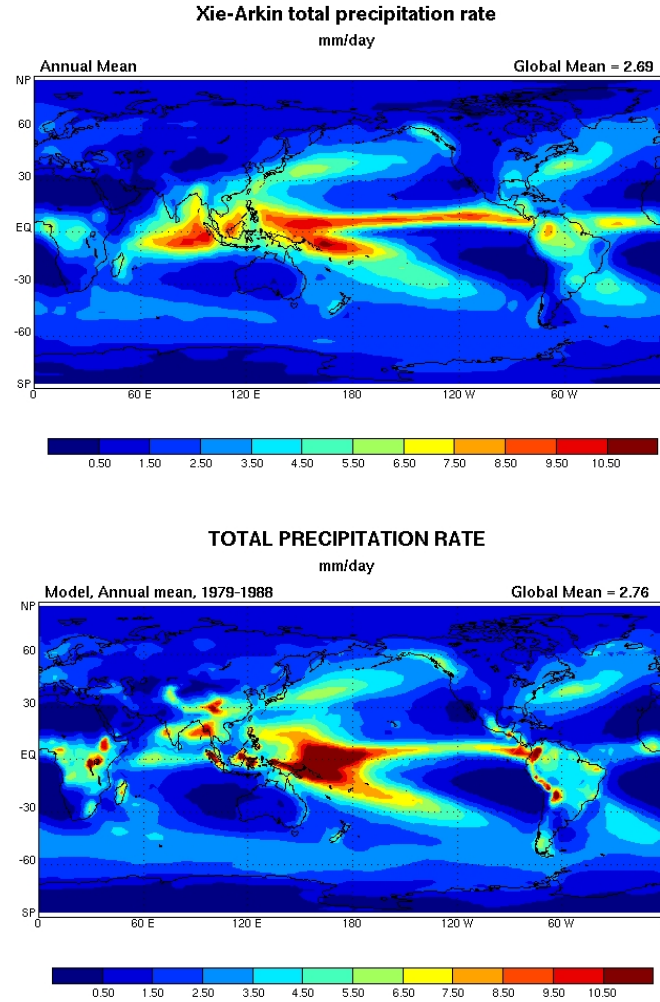 Xie-Arkin total precipitation rate
mm/day
Annual Mean Global Mean = 2.69
NP
60
30
EQ
-30
-60
SP
0 60 E 120 E 180 120 W 60 W
0.50 1.50 2.50 3.50 4.50 5.50 6.50 7.50 8.50 9.50 10.50
TOTAL PRECIPITATION RATE
mm/day
Model, Annual mean, 1979-1988 Global Mean = 2.76
NP
60
30
EQ
-30
-60
SP
0 60 E 120 E 180 120 W 60 W
0.50 1.50 2.50 3.50 4.50 5.50 6.50 7.50 8.50 9.50 10.50